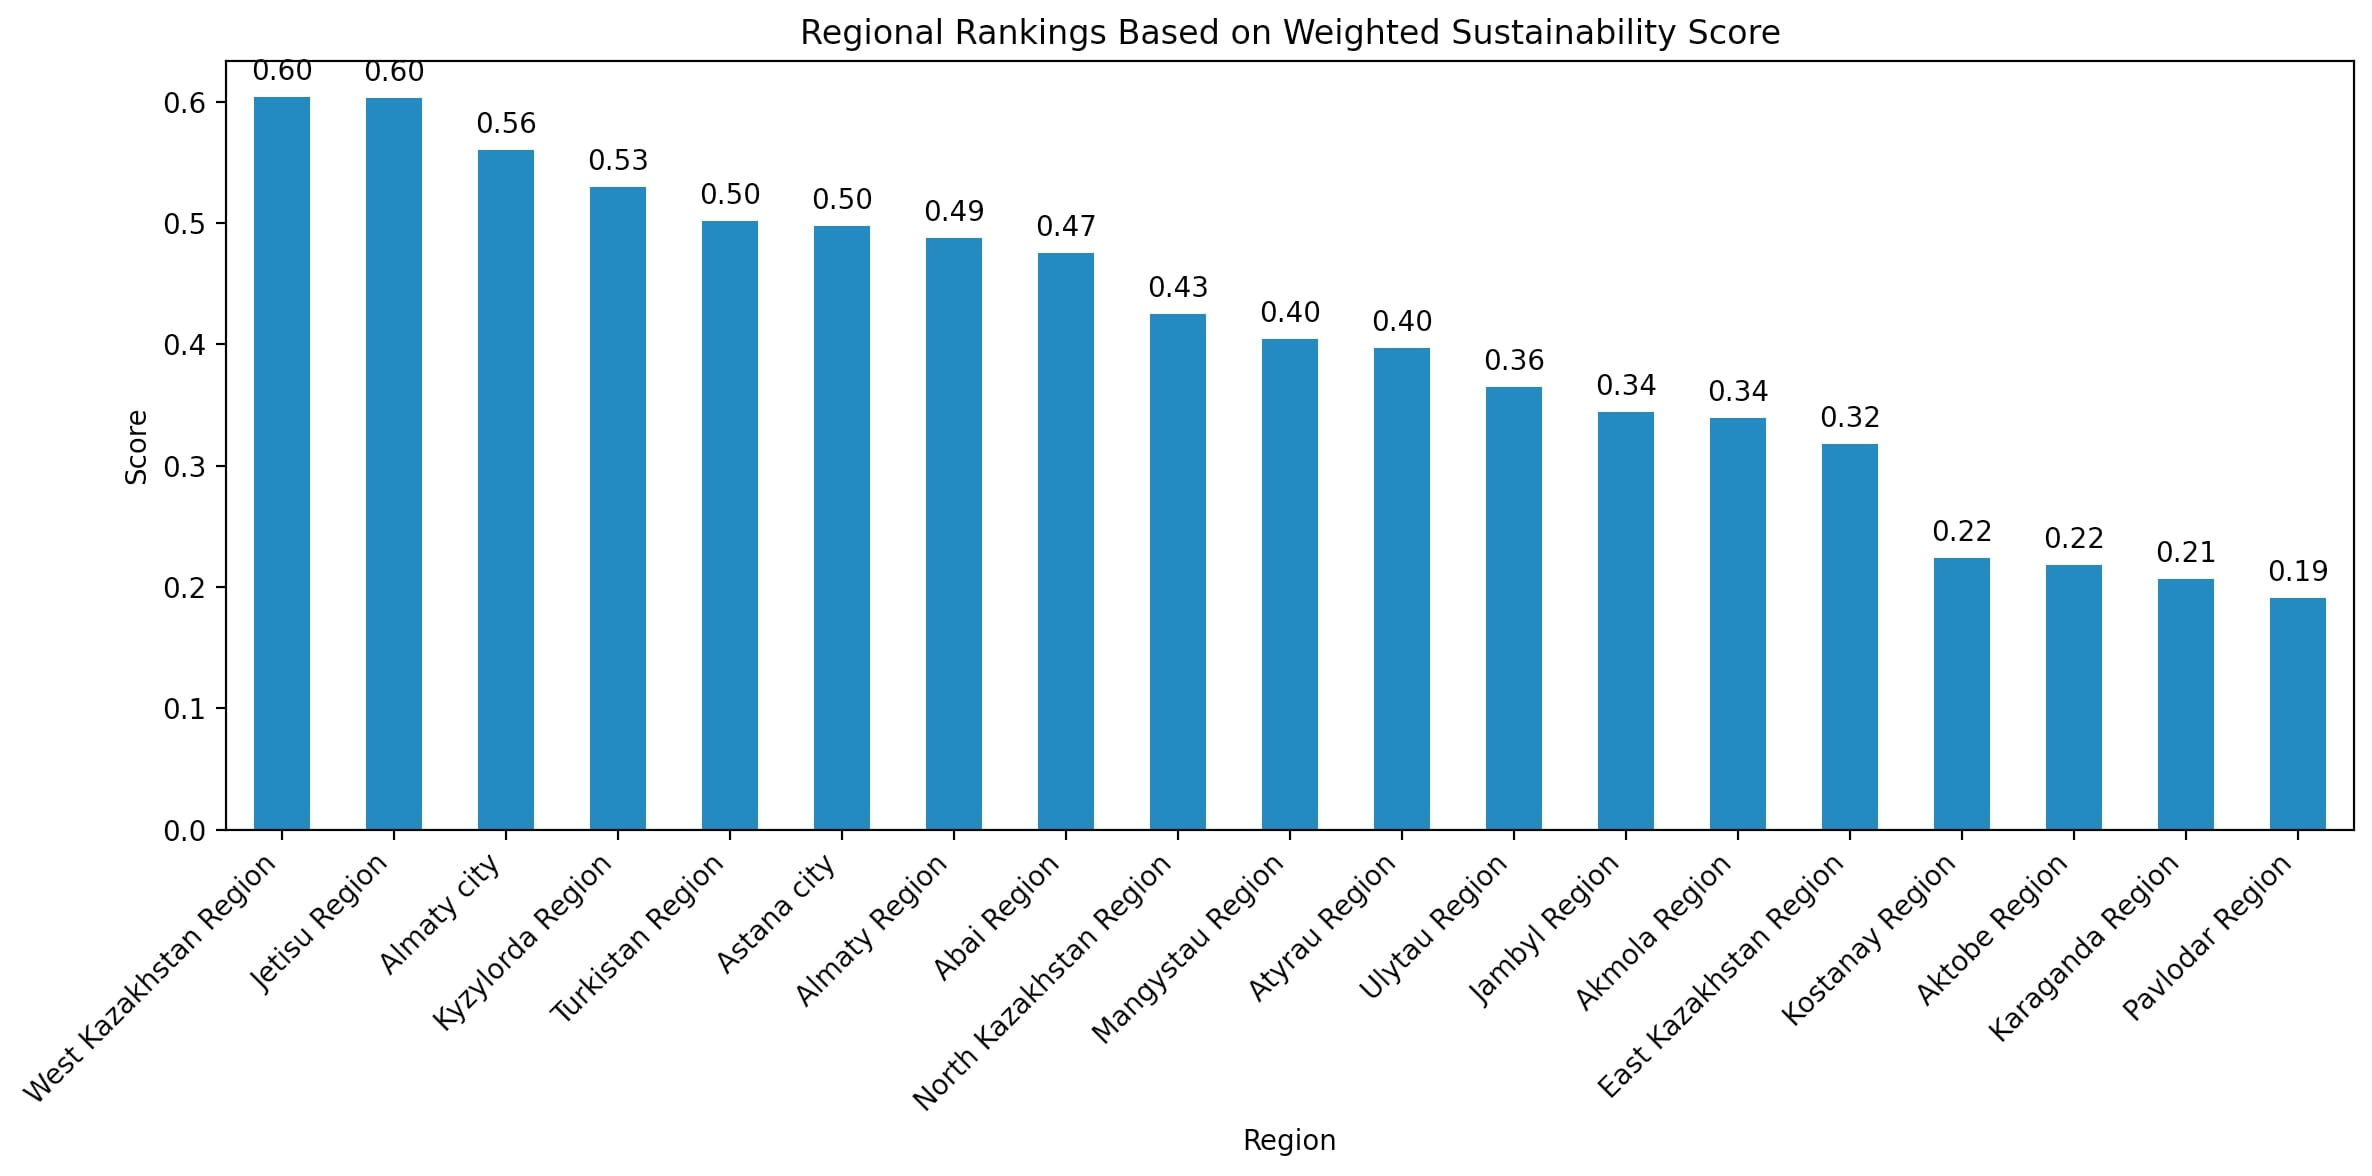 Regional Rankings Based on Weighted Sustainability Score
0.60
0.60
0.56
0.53
0.50
0.50
0.49
0.47
0.43
0.40
0.40
0.36
0.34
0.34
0.32
0.22
0.22
0.21
0.19
Score
0.6
0.5
0.4
0.3
0.2
0.1
0.0
West Kazakhstan Region
Jetisu Region
Almaty city
Kyzylorda Region
Turkistan Region
Astana city
Almaty Region
Abai Region
North Kazakhstan Region
Mangystau Region
Atyrau Region
Ulytau Region
Jambyl Region
Akmola Region
East Kazakhstan Region
Kostanay Region
Aktobe Region
Karaganda Region
Pavlodar Region
Region